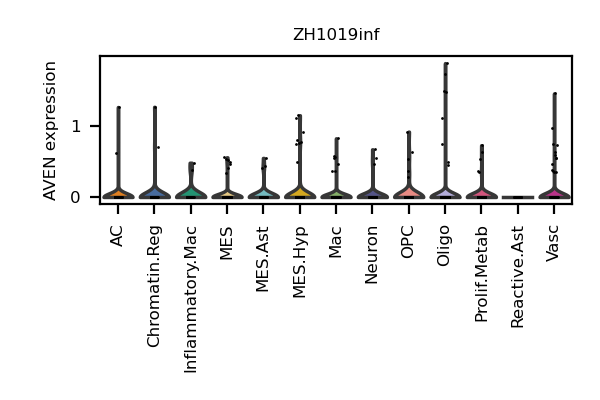 ZH1019inf
AVEN expression
1
0
AC
Chromatin.Reg
Inflammatory.Mac
MES
MES.Ast
MES.Hyp
Mac
Neuron
OPC
Oligo
Prolif.Metab
Reactive.Ast
Vasc